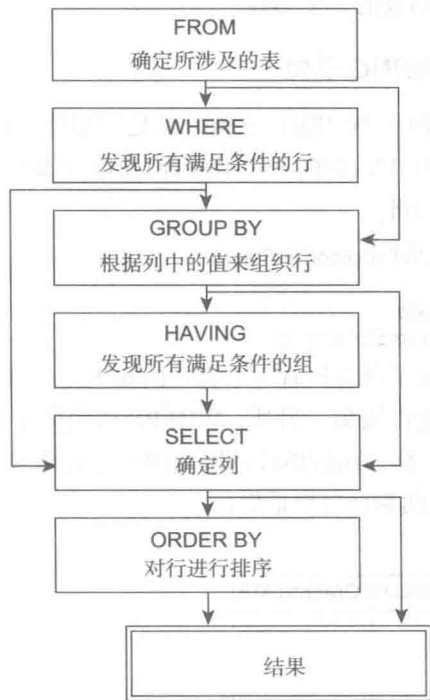 FROM
确定所涉及的表
WHERE
发现所有满足条件的行
GROUP BY
根据列中的值来组织行
HAVING
发现所有满足条件的组
SELECT
确定列
ORDER BY
对行进行排序
结果